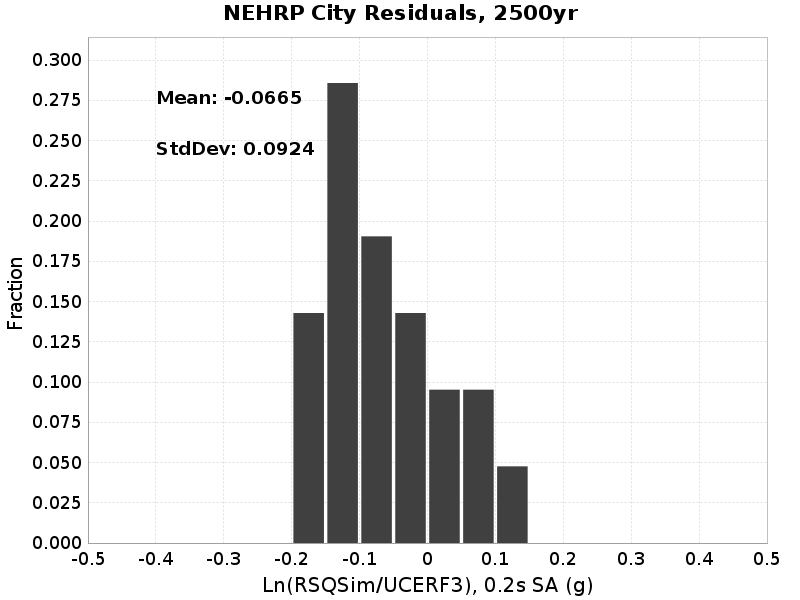 NEHRP City Residuals, 2500yr
0.300
Mean: -0.0665
0.275
0.250
StdDev: 0.0924
0.225
0.200
0.175
0.150
0.125
0.100
0.075
0.050
0.025
0.000
Fraction
-0.5 -0.4 -0.3 -0.2 -0.1 0 0.1 0.2 0.3 0.4 0.5
Ln(RSQSim/UCERF3), 0.2s SA (g)